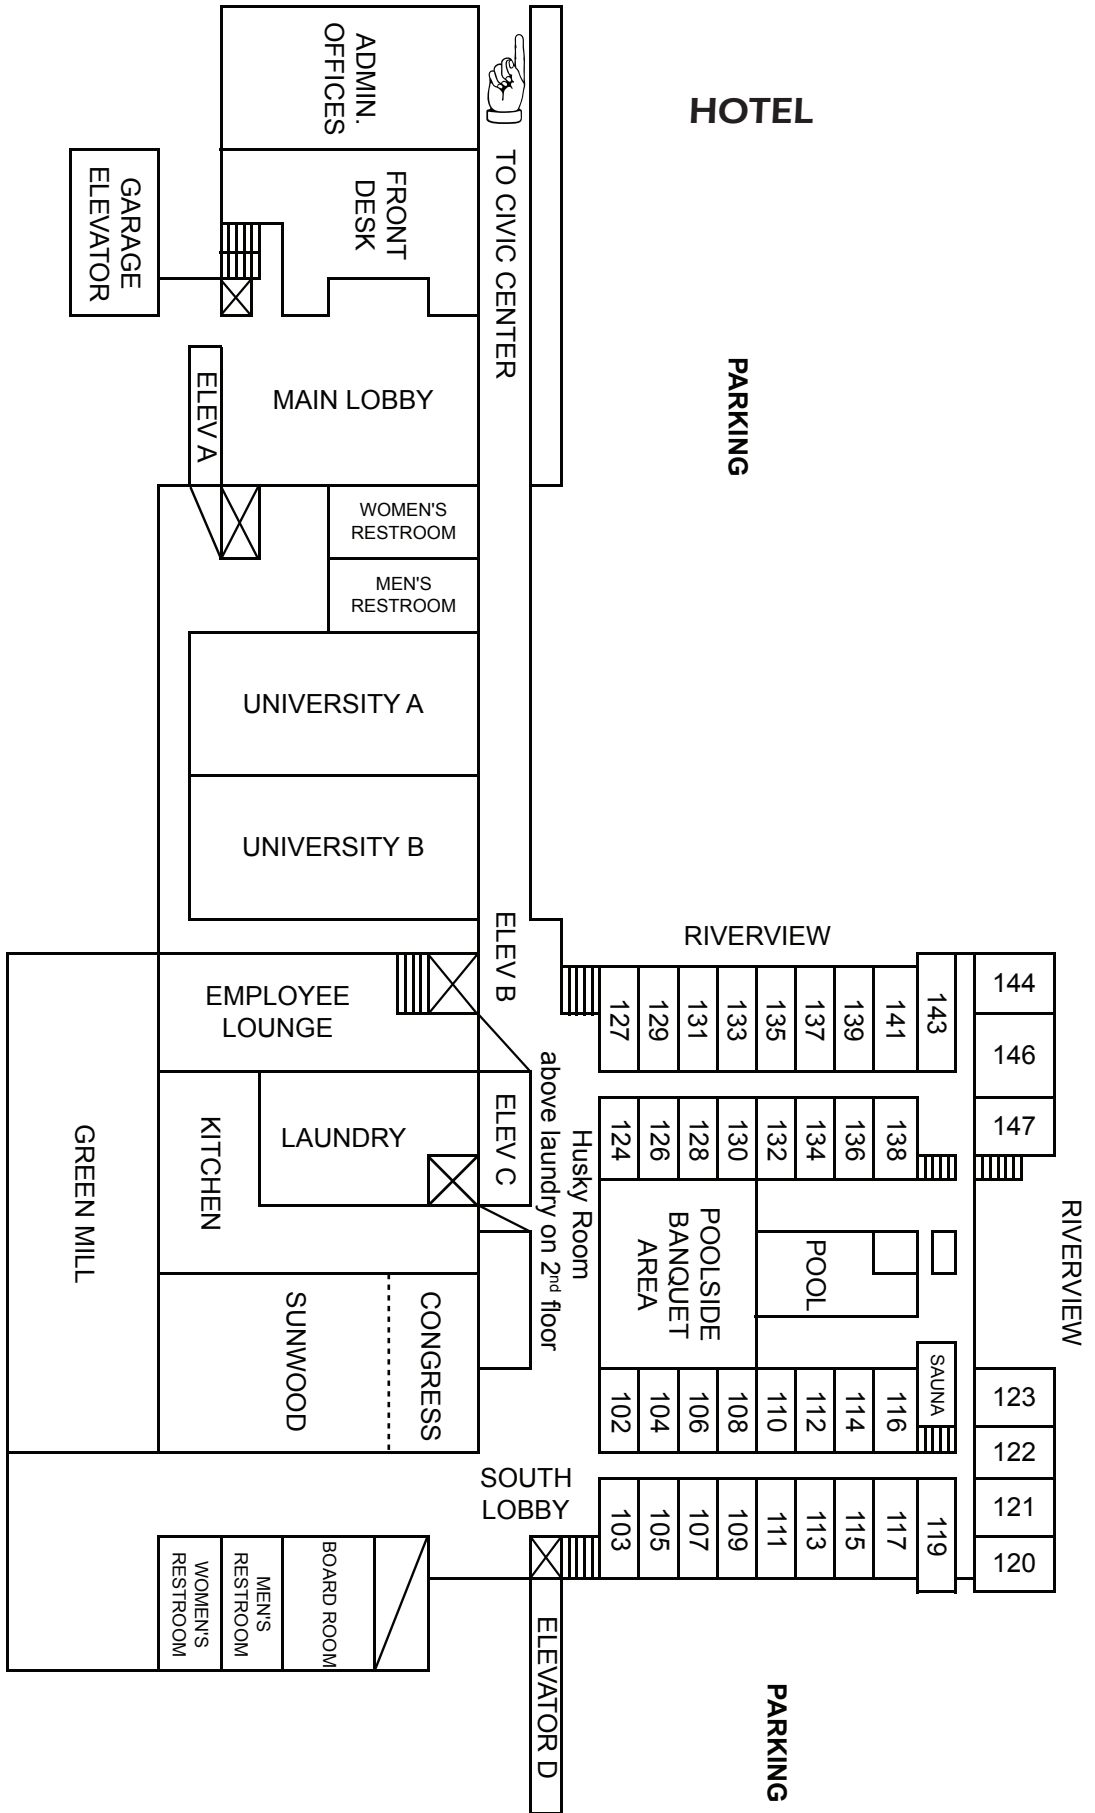 HOTEL
ADMIN.
OFFICES
TO CIVIC CENTER
FRONT
DESK
GARAGE
ELEVATOR
PARKING
ELEV A
MAIN LOBBY
WOMEN'S
RESTROOM
MEN'S
RESTROOM
UNIVERSITY A
UNIVERSITY B
ELEV B
RIVERVIEW
EMPLOYEE
LOUNGE
127
129
131
133
135
137
139
141
143
144
146
147
124
126
128
130
132
134
136
138
GREEN MILL
KITCHEN
LAUNDRY
ELEV C
Husky Room
above laundry on 2nd floor
POOLSIDE
BANQUET
AREA
POOL
RIVERVIEW
SUNWOOD
CONGRESS
SAUNA
102
104
106
108
110
112
114
116
123
122
121
120
SOUTH
LOBBY
103
105
107
109
111
113
115
117
119
WOMEN'S
RESTROOM
MEN'S
RESTROOM
BOARD ROOM
ELEVATOR D
PARKING